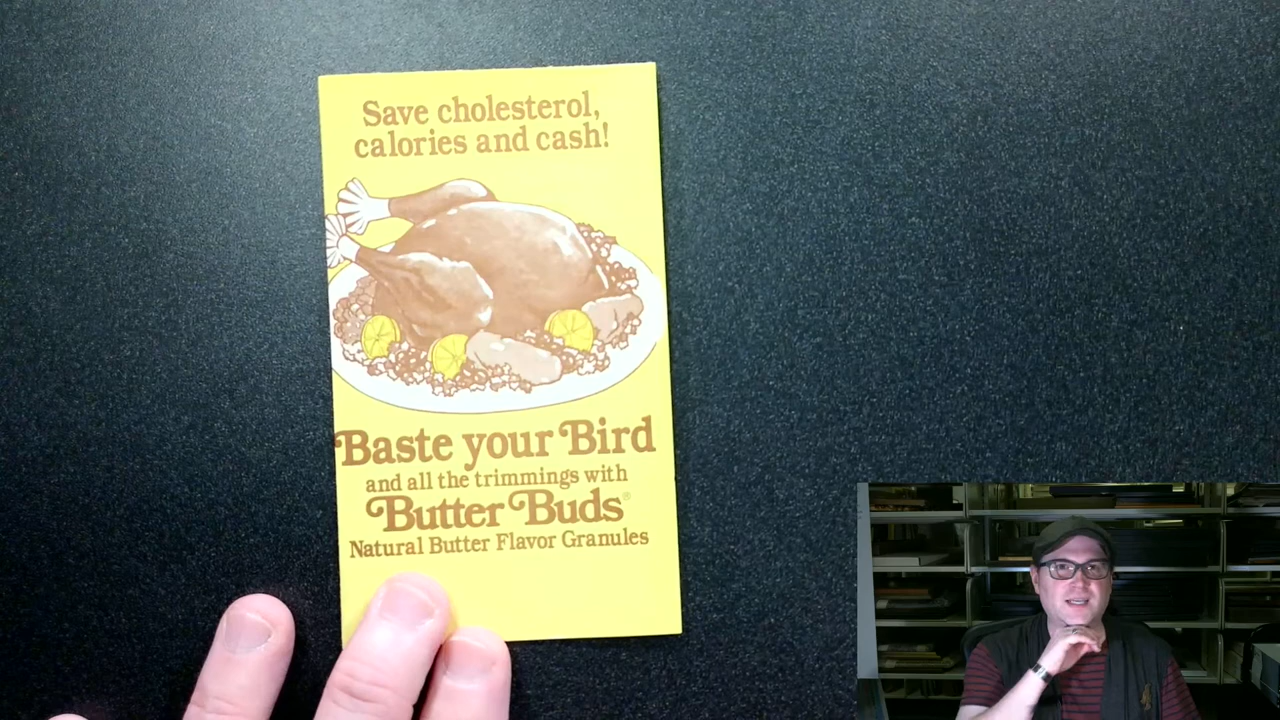 Save cholesterol,
calories and cash!
Baste your Bird
and all the trimmings with
Butter Buds®
Natural Butter Flavor Granules